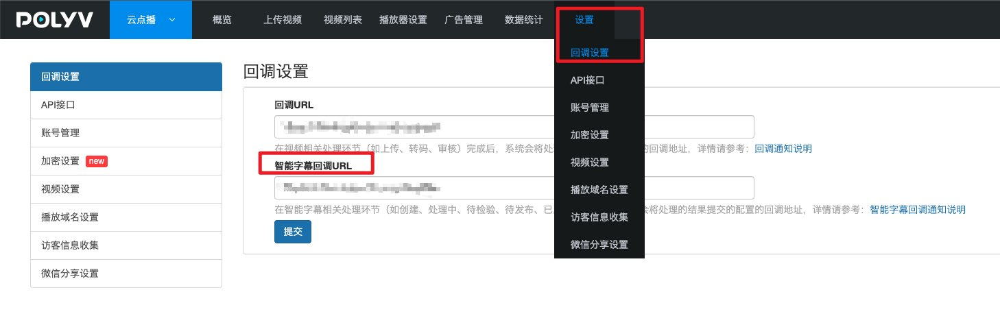 POLYV 云点播 概览 上传视频 视频列表 播放器设置 广告管理 数据统计 设置
回调设置
API接口
账号管理
加密设置
视频设置
播放域名设置
访客信息收集
微信分享设置
回调设置
API接口
账号管理
加密设置 new
视频设置
播放域名设置
访客信息收集
微信分享设置
回调设置
回调URL
在视频相关处理环节（如上传、转码、审核）完成后，系统会将处 的回调地址，详情请参考：回调通知说明
智能字幕回调URL
在智能字幕相关处理环节（如创建、处理中、待检验、待发布、已 会将处理的结果提交的配置的回调地址，详情请参考：智能字幕回调通知说明
提交